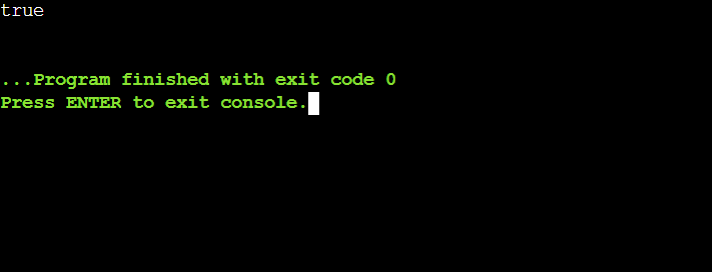 true
...Program finished with exit code 0
Press ENTER to exit console.